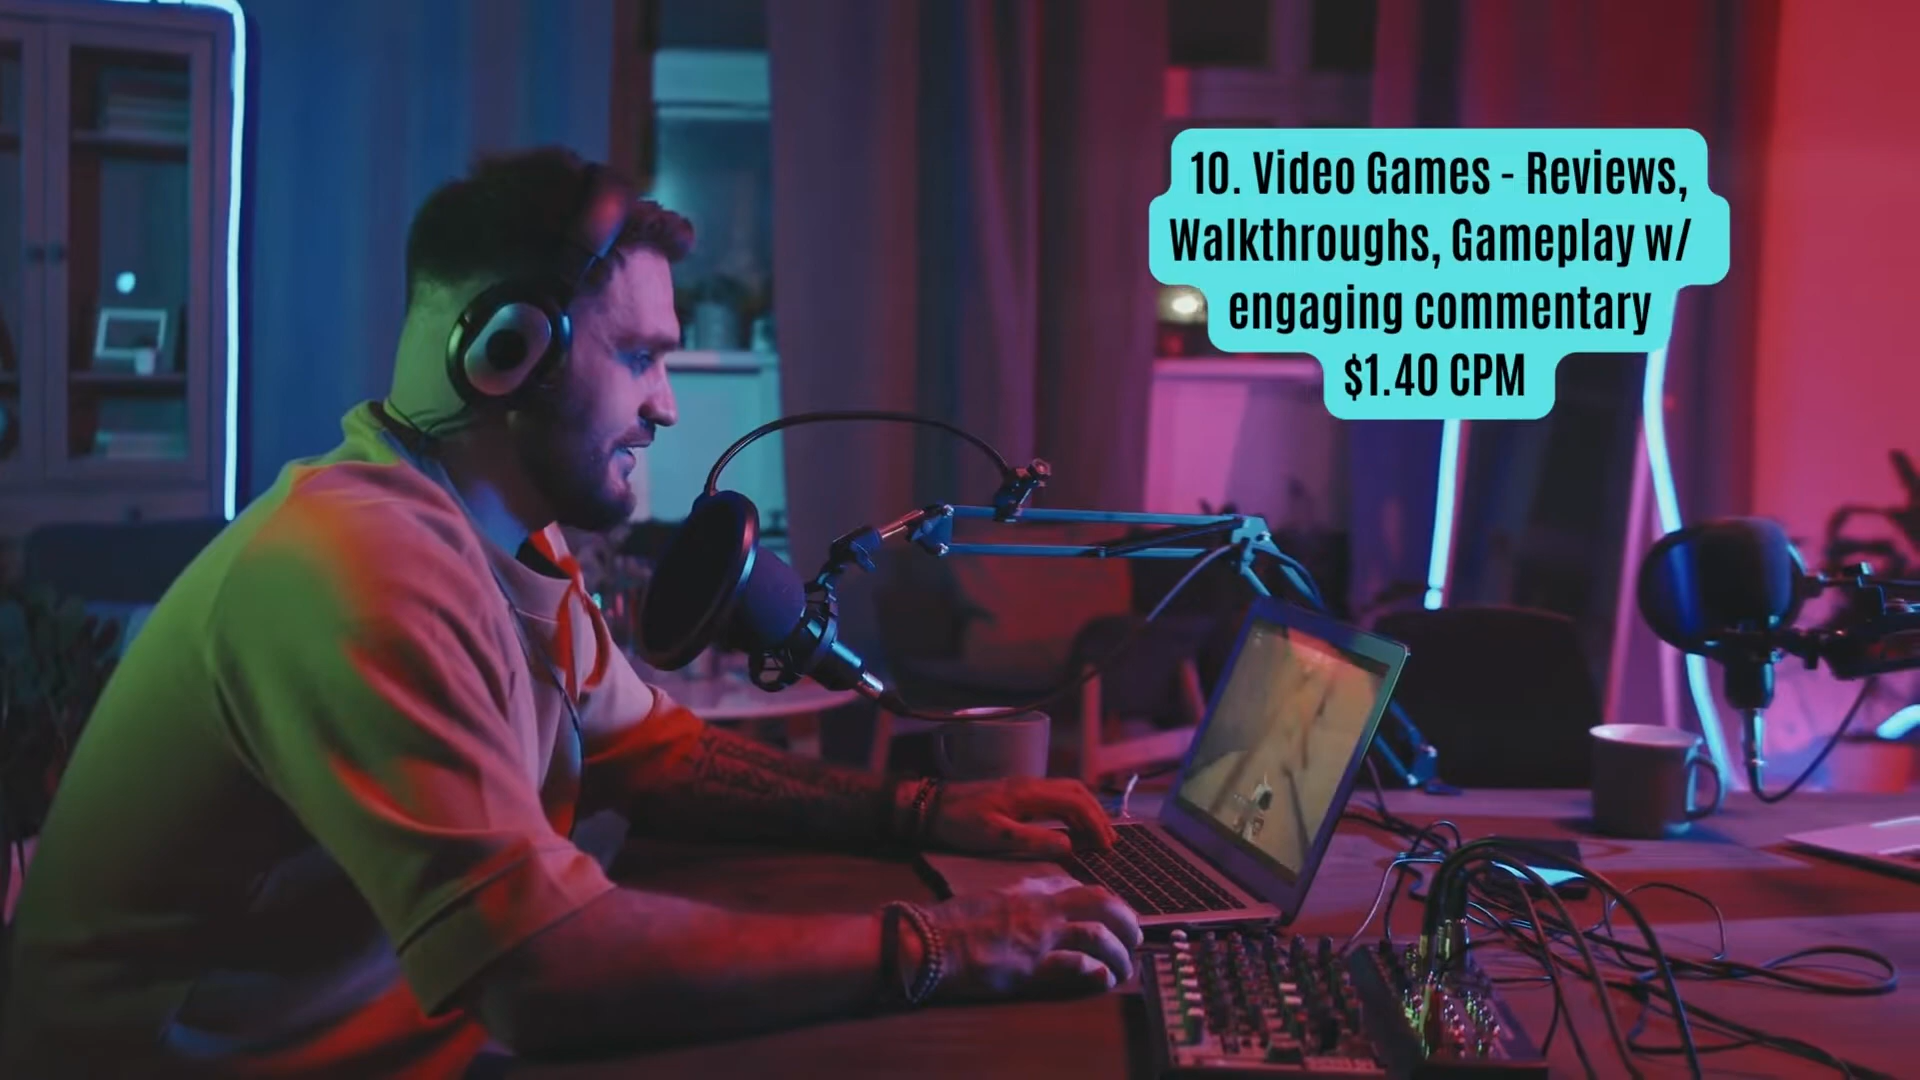 10. Video Games - Reviews,
Walkthroughs, Gameplay w/
engaging commentary
$1.40 CPM